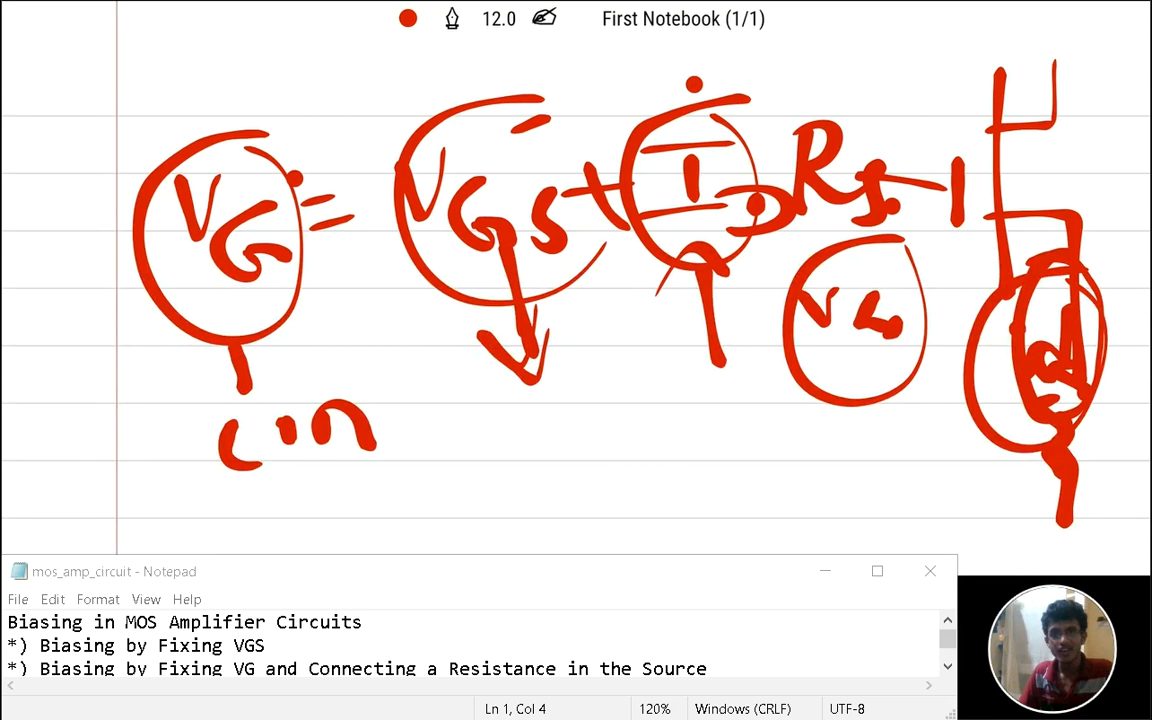 12.0 First Notebook (1/1)
VG = VGS + ID RS - 1
con
mos_amp_circuit - Notepad
File Edit Format View Help
Biasing in MOS Amplifier Circuits
*) Biasing by Fixing VGS
*) Biasing by Fixing VG and Connecting a Resistance in the Source
Ln 1, Col 4 120% Windows (CRLF) UTF-8